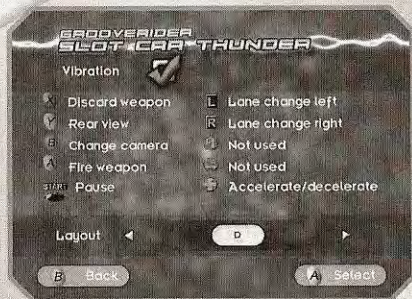 GROOVERIDER
SLOT CAR THUNDER
Vibration
X Discard weapon
Y Rear view
B Change camera
A Fire weapon
START Pause
L Lane change left
R Lane change right
Not used
Not used
Accelerate/decelerate
Layout D
B Back
A Select